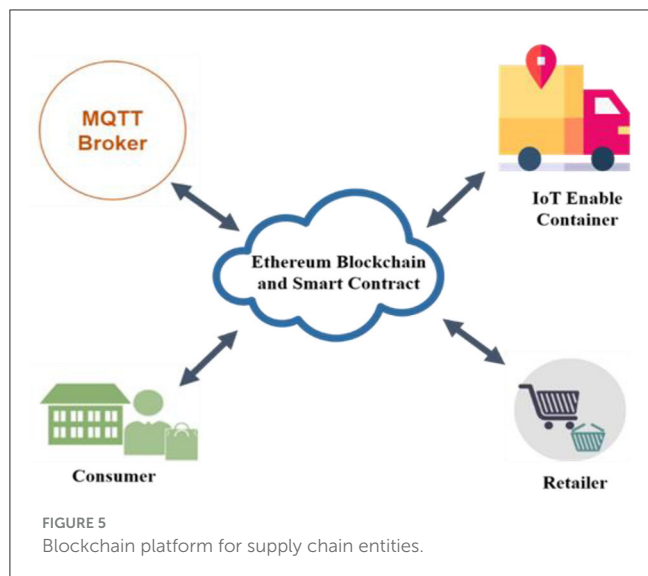 MQTT
Broker
IoT Enable
Container
Ethereum Blockchain
and Smart Contract
Consumer
Retailer
FIGURE 5
Blockchain platform for supply chain entities.